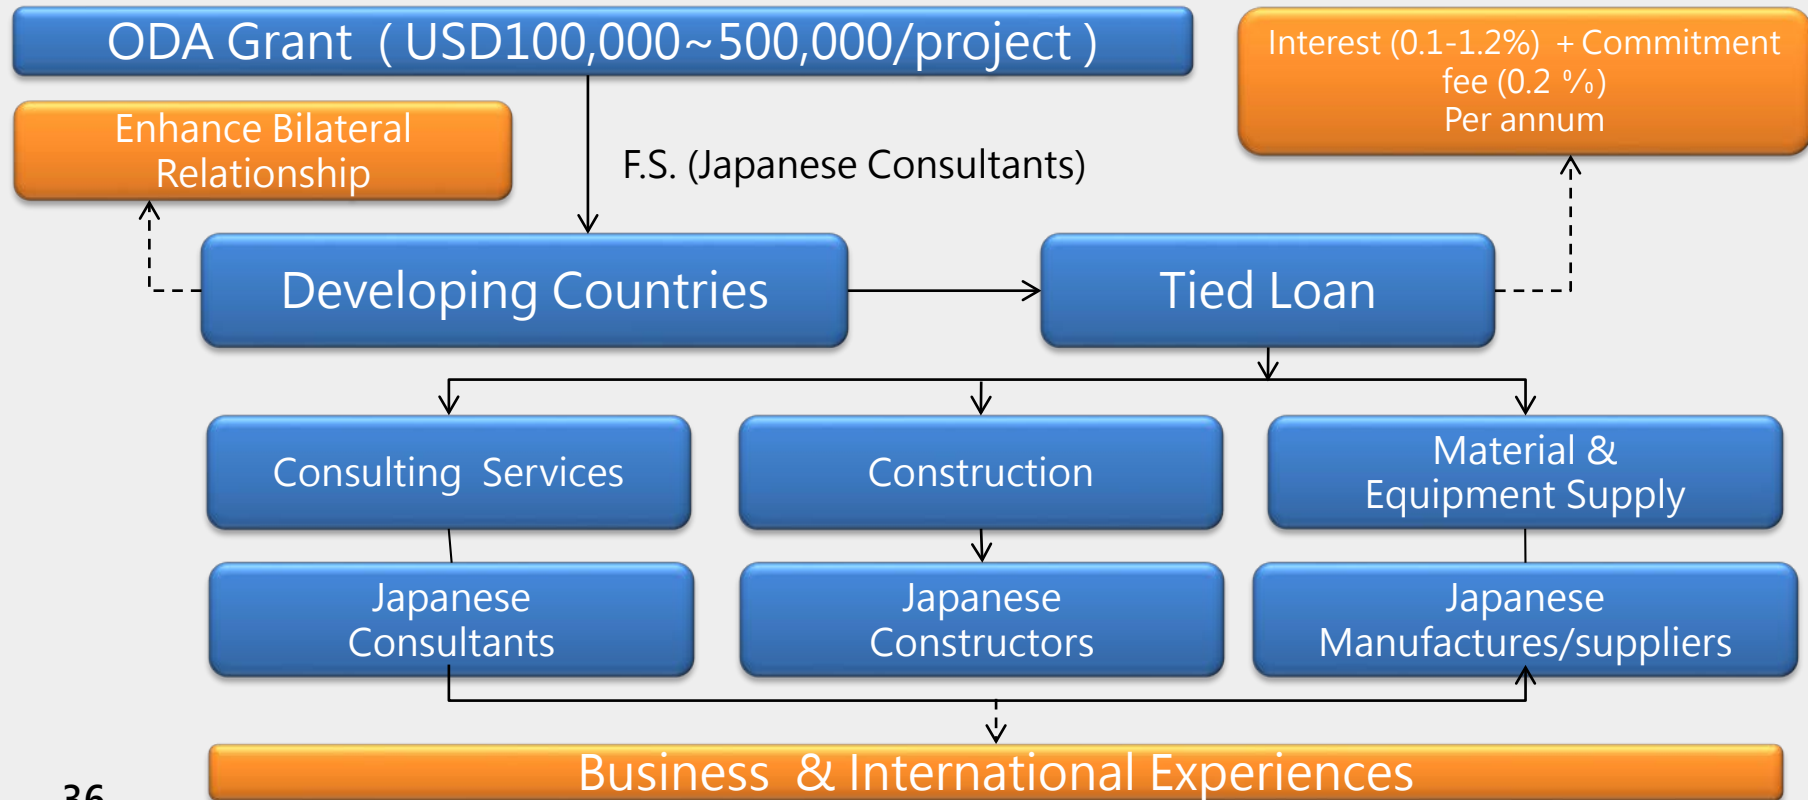 ODA Grant ( USD100,000~500,000/project )
Interest (0.1-1.2%) + Commitment
fee (0.2 %)
Per annum
Enhance Bilateral
Relationship
F.S. (Japanese Consultants)
Developing Countries
Tied Loan
Consulting Services
Construction
Material &
Equipment Supply
Japanese
Consultants
Japanese
Constructors
Japanese
Manufactures/suppliers
Business & International Experiences
36